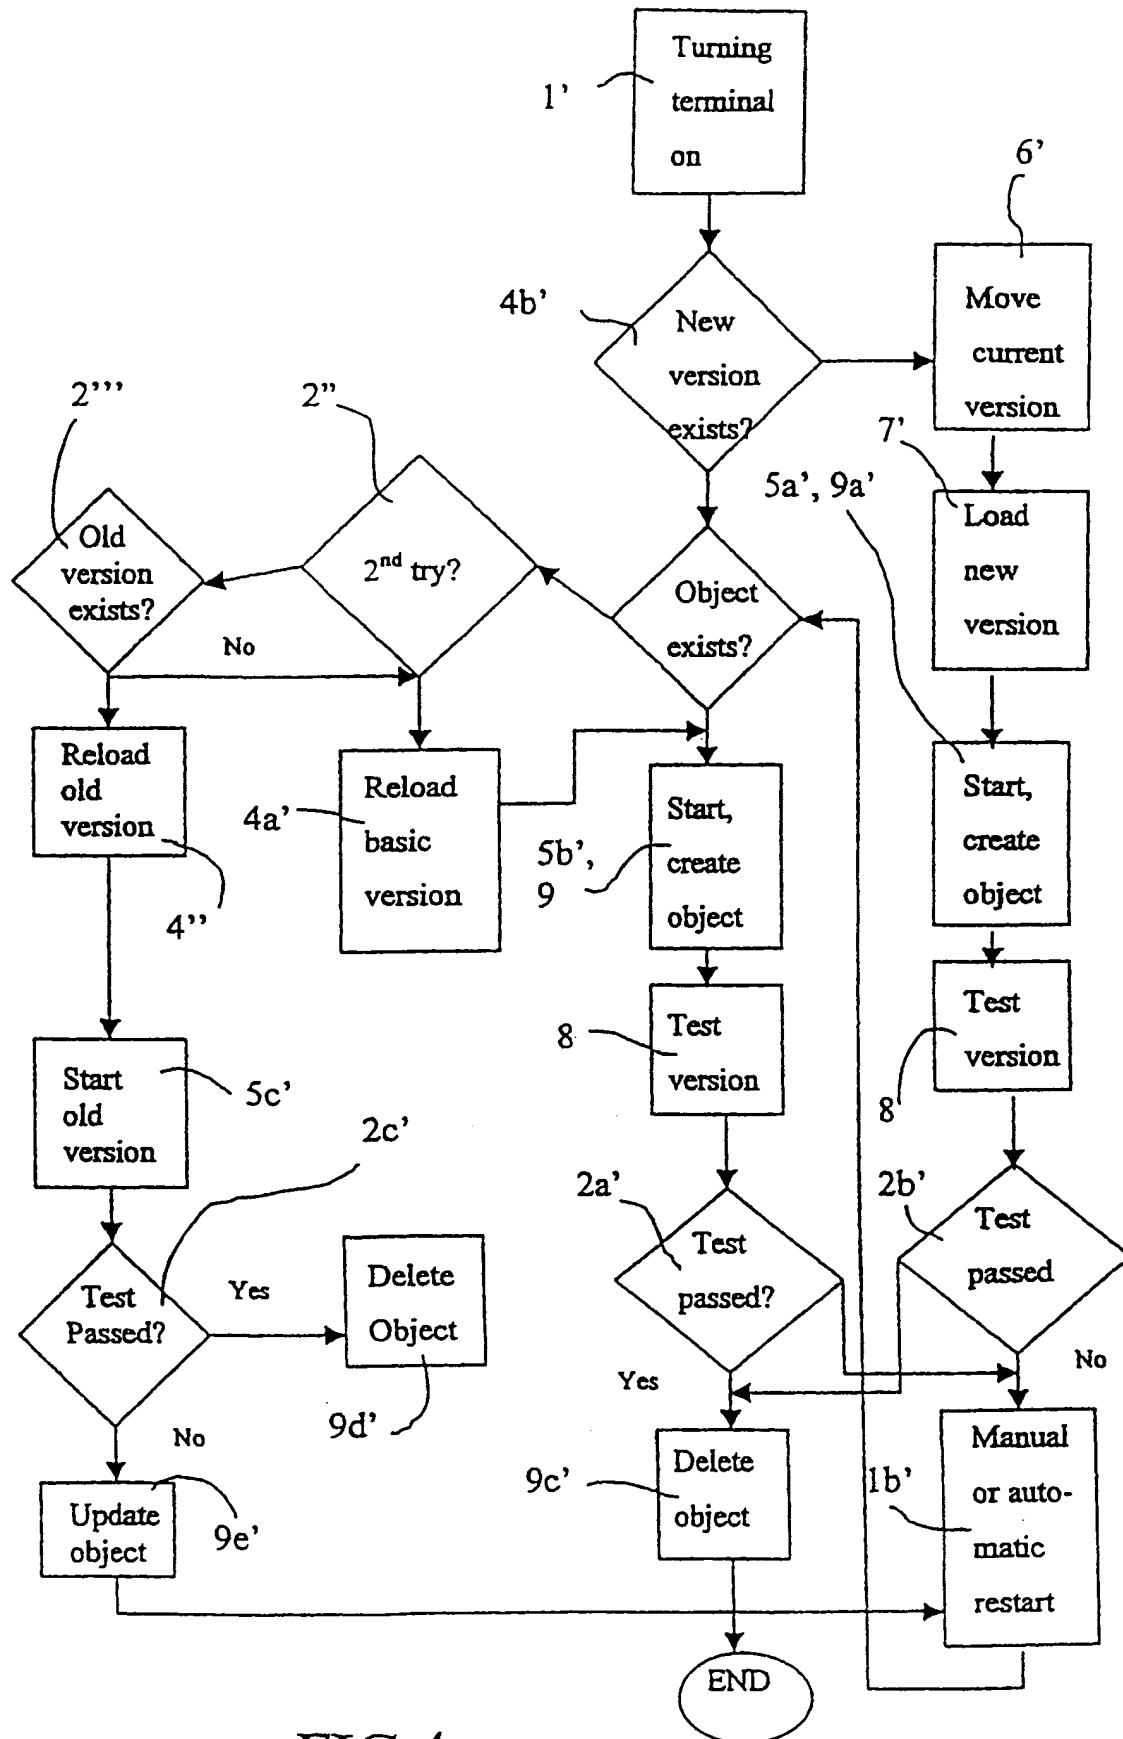 Turning
terminal
on
1'
6'
4b'
New
version
exists?
Move
current
version
2'''
2''
7'
5a', 9a'
Load
new
version
Old
version
exists?
2nd try?
Object
exists?
No
Reload
old
version
4''
4a'
Reload
basic
version
5b',
9
Start,
create
object
Start,
create
object
8
Test
version
8
Test
version
Start
old
version
5c'
2c'
2a'
Test
passed?
2b'
Test
passed
Test
Passed?
Yes
Delete
Object
9d'
No
Update
object
9e'
Yes
No
9c'
Delete
object
1b'
Manual
or auto-
matic
restart
END